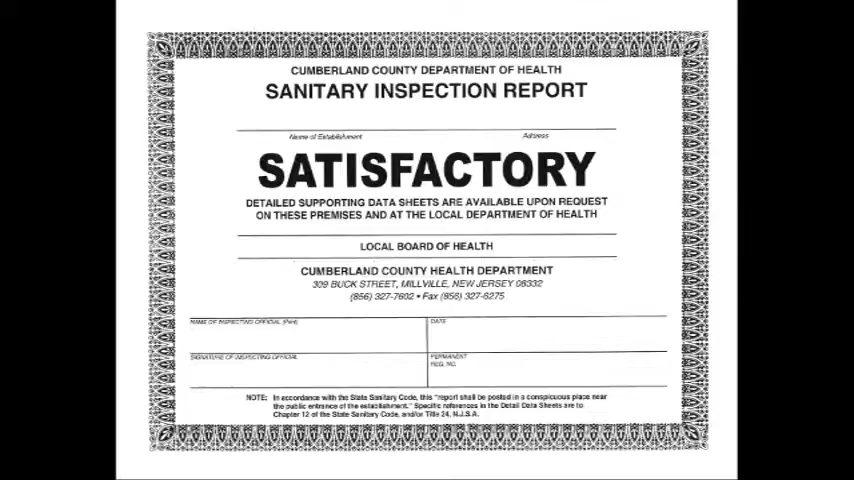 CUMBERLAND COUNTY DEPARTMENT OF HEALTH
SANITARY INSPECTION REPORT
Name of Establishment Address
SATISFACTORY
DETAILED SUPPORTING DATA SHEETS ARE AVAILABLE UPON REQUEST
ON THESE PREMISES AND AT THE LOCAL DEPARTMENT OF HEALTH
LOCAL BOARD OF HEALTH
CUMBERLAND COUNTY HEALTH DEPARTMENT
309 BUCK STREET, MILLVILLE, NEW JERSEY 08332
(856) 327-7602 • Fax (856) 327-6275
NAME OF INSPECTING OFFICIAL (Print) DATE
SIGNATURE OF INSPECTING OFFICIAL PERMANENT
REG. NO.
NOTE: In accordance with the State Sanitary Code, this "report shall be posted in a conspicuous place near
the public entrance of the establishment." Specific references in the Detail Data Sheets are to
Chapter 12 of the State Sanitary Code, and/or Title 24, N.J.S.A.